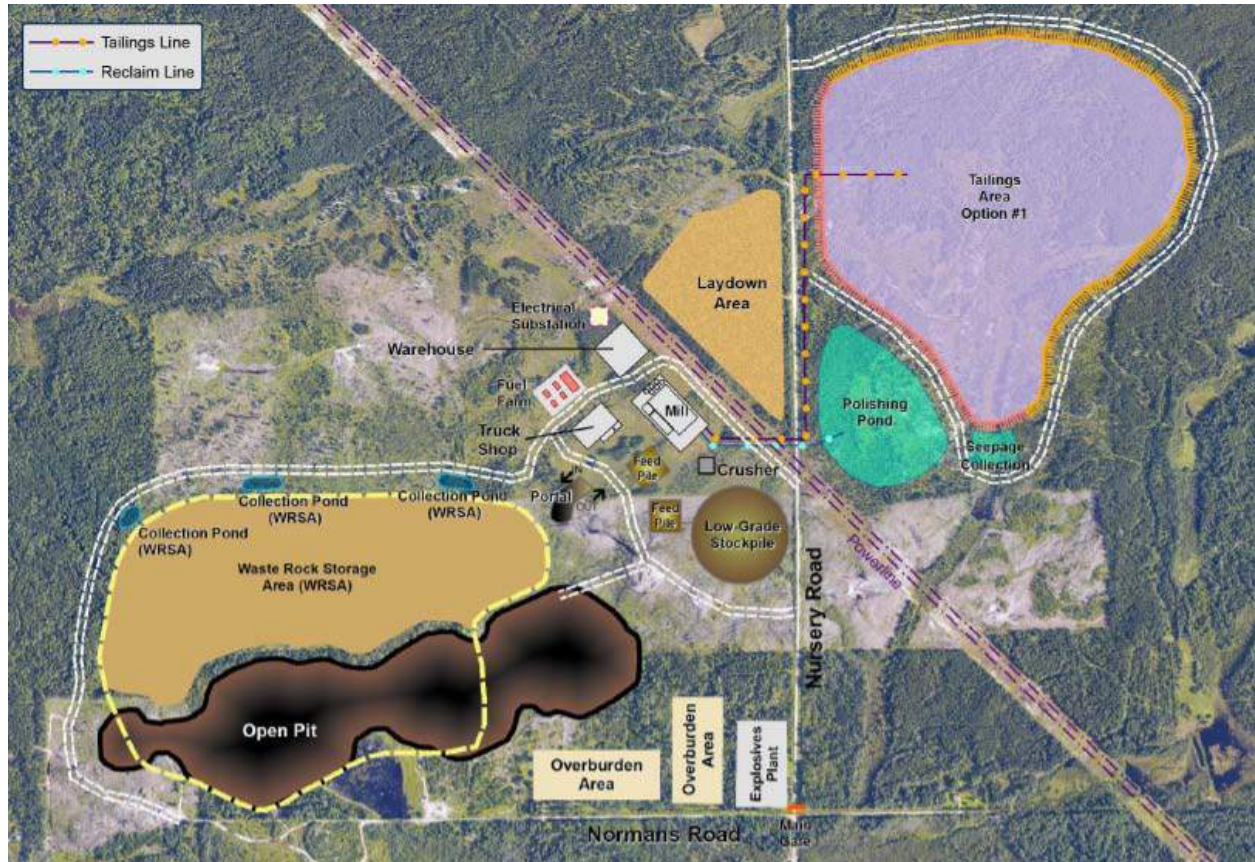 Tailings Line
Reclaim Line
Tailings
Area
Option #1
Laydown
Area
Electrical
Substation
Warehouse
Fuel
Farm
Mill
Truck
Shop
Polishing
Pond
Seepage
Collection
Crusher
Feed
Pile
IN
Portal
OUT
Feed
Pile
Low-Grade
Stockpile
Collection Pond
(WRSA)
Collection Pond
(WRSA)
Collection Pond
(WRSA)
Waste Rock Storage
Area (WRSA)
Powerline
Nursery Road
Open Pit
Overburden
Area
Overburden
Area
Explosives
Plant
Normans Road
Main
Gate